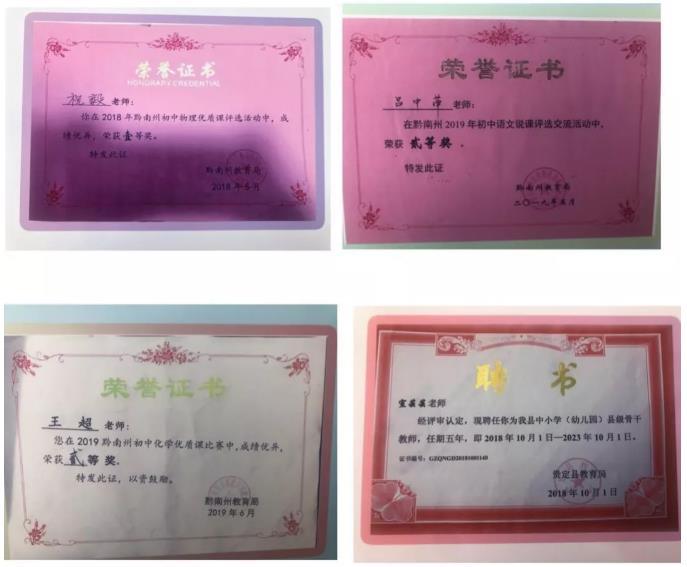 荣誉证书
HONORARY CREDENTIAL
祝毅 老师:
你在2018年黔南州初中物理优质课评选活动中，成
绩优异，荣获壹等奖。
特发此证
黔南州教育局
2018年6月
荣誉证书
吕中萍 老师:
在黔南州2019年初中语文说课评选交流活动中，
荣获 贰等奖。
特发此证
黔南州教育局
二〇一九年五月
荣誉证书
王超 老师:
您在2019黔南州初中化学优质课比赛中，成绩优异，
荣获贰等奖。
特发此证，以资鼓励。
黔南州教育局
2019年6月
聘书
老师
经评审认定，现聘任你为我县中小学（幼儿园）县级骨干
教师，任期五年，即2018年10月1日—2023年10月1日。
证书编号：GZQNGD20181001140
贵定县教育局
2018年10月1日